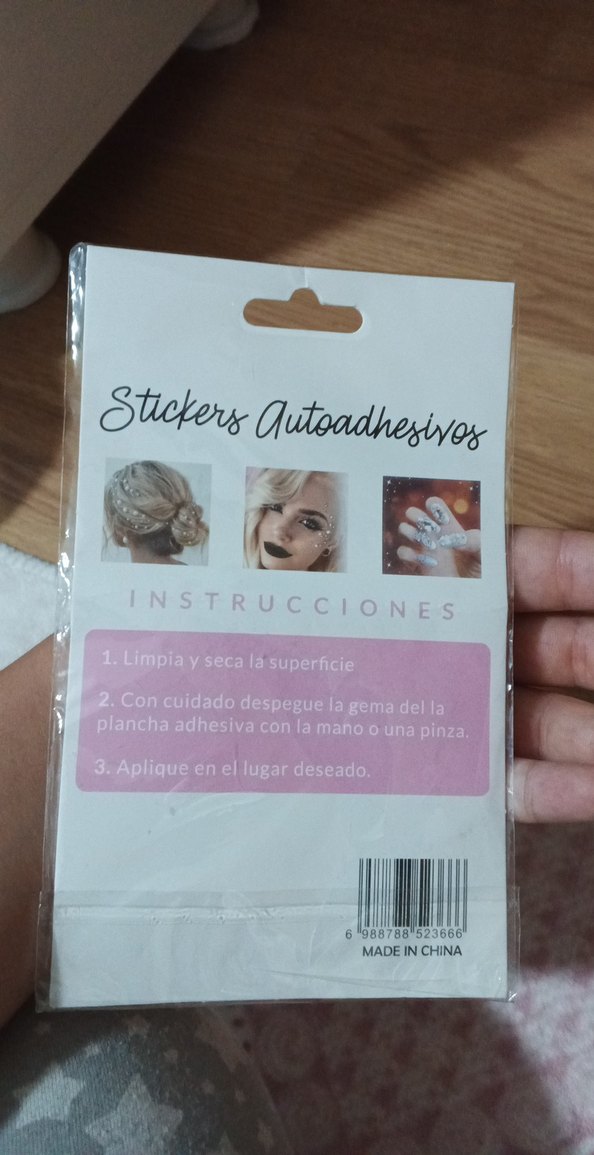 Stickers Autoadhesivos
INSTRUCCIONES
1. Limpia y seca la superficie
2. Con cuidado despegue la gema del la
plancha adhesiva con la mano o una pinza.
3. Aplique en el lugar deseado.
6 988788 523666
MADE IN CHINA